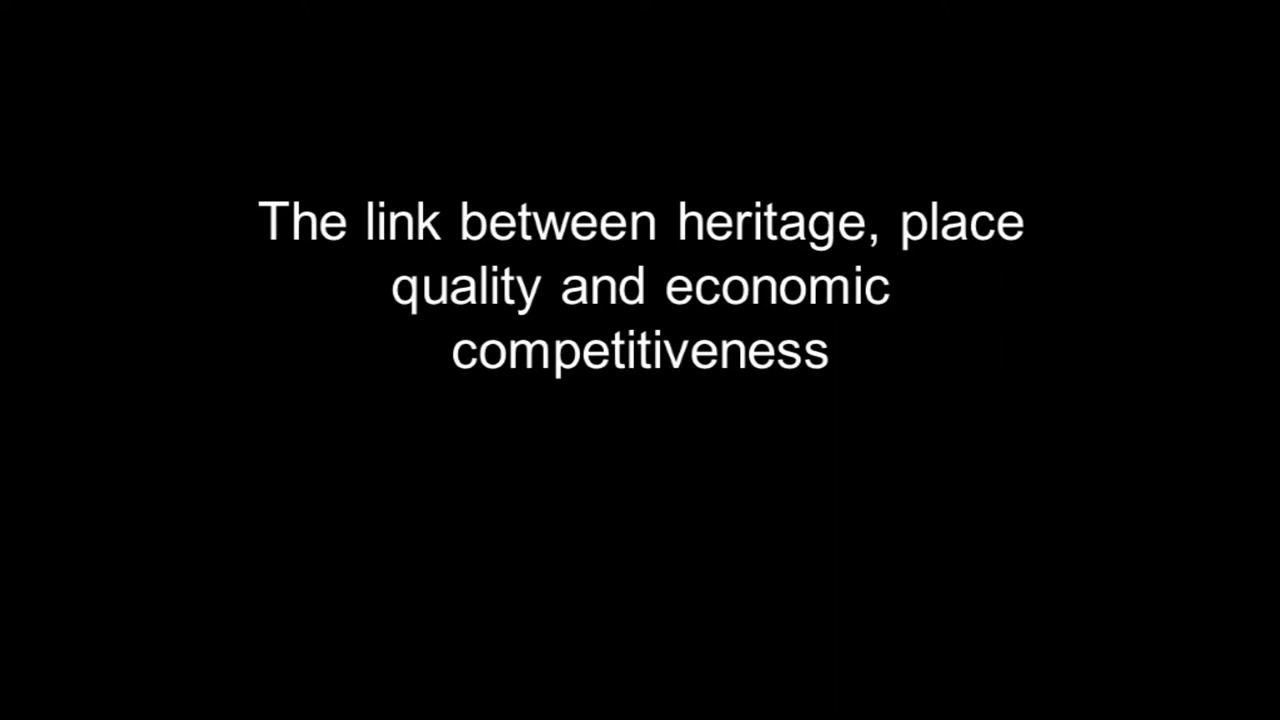 The link between heritage, place
quality and economic
competitiveness